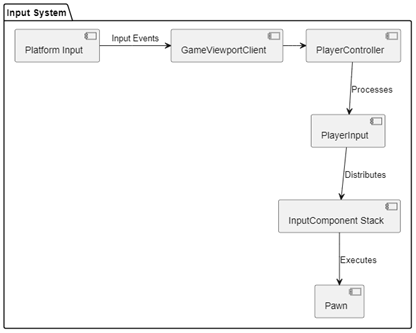 Input System
Platform Input
Input Events
GameViewportClient
PlayerController
Processes
PlayerInput
Distributes
InputComponent Stack
Executes
Pawn